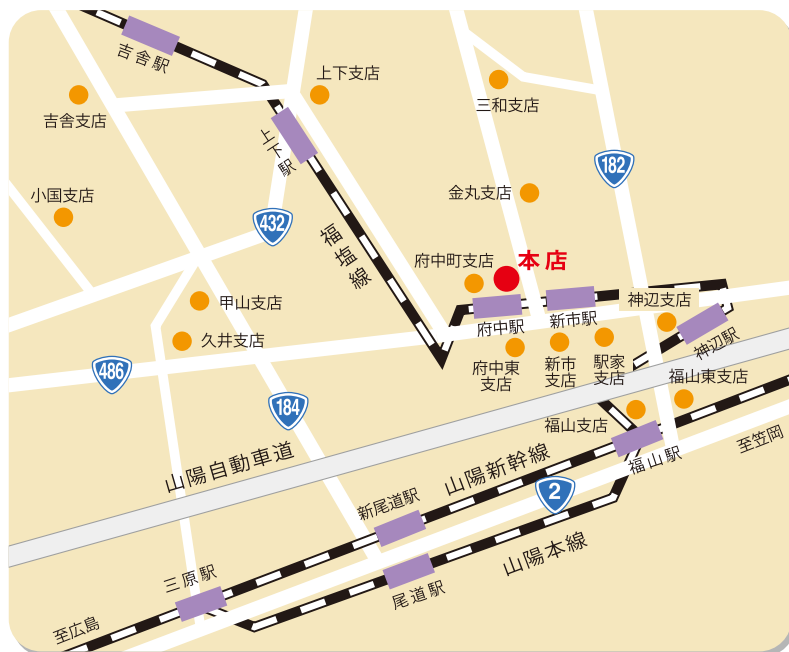 吉舎駅
上下支店
吉舎支店
三和支店
上下駅
182
小国支店
金丸支店
432
福塩線
本店
府中町支店
甲山支店
神辺支店
府中駅
新市駅
久井支店
神辺駅
府中東
支店
新市
支店
駅家
支店
486
福山東支店
184
福山支店
山陽自動車道
山陽新幹線
福山駅
至笠岡
2
新尾道駅
山陽本線
三原駅
尾道駅
至広島